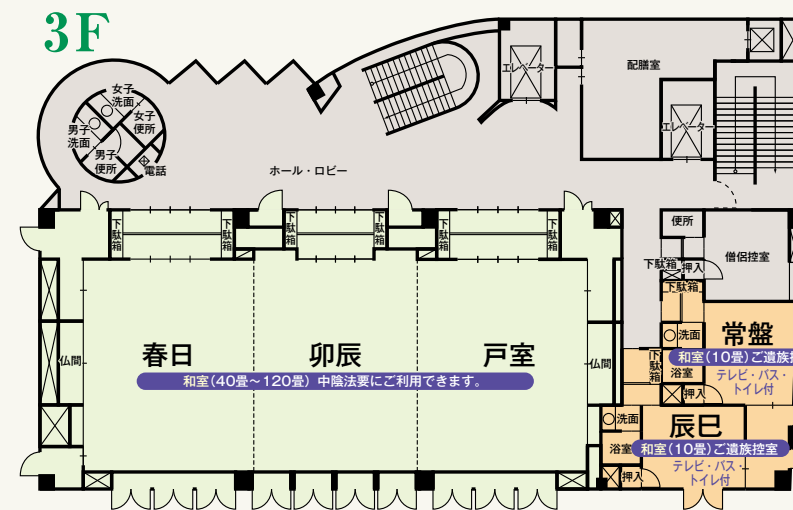 3F
女子
洗面
女子
便所
男子
洗面
男子
便所
電話
エレベーター
配膳室
エレベーター
ホール・ロビー
下駄箱
下駄箱
下駄箱
下駄箱
下駄箱
下駄箱
便所
僧侶控室
下駄箱
押入
下駄箱
洗面
常盤
和室(10畳)ご遺族控
テレビ・バス・
トイレ付
浴室
下駄箱
押入
仏間
春日
卯辰
戸室
仏間
和室(40畳～120畳) 中陰法要にご利用できます。
洗面
辰巳
浴室
和室(10畳)ご遺族控室
テレビ・バス・
トイレ付
押入